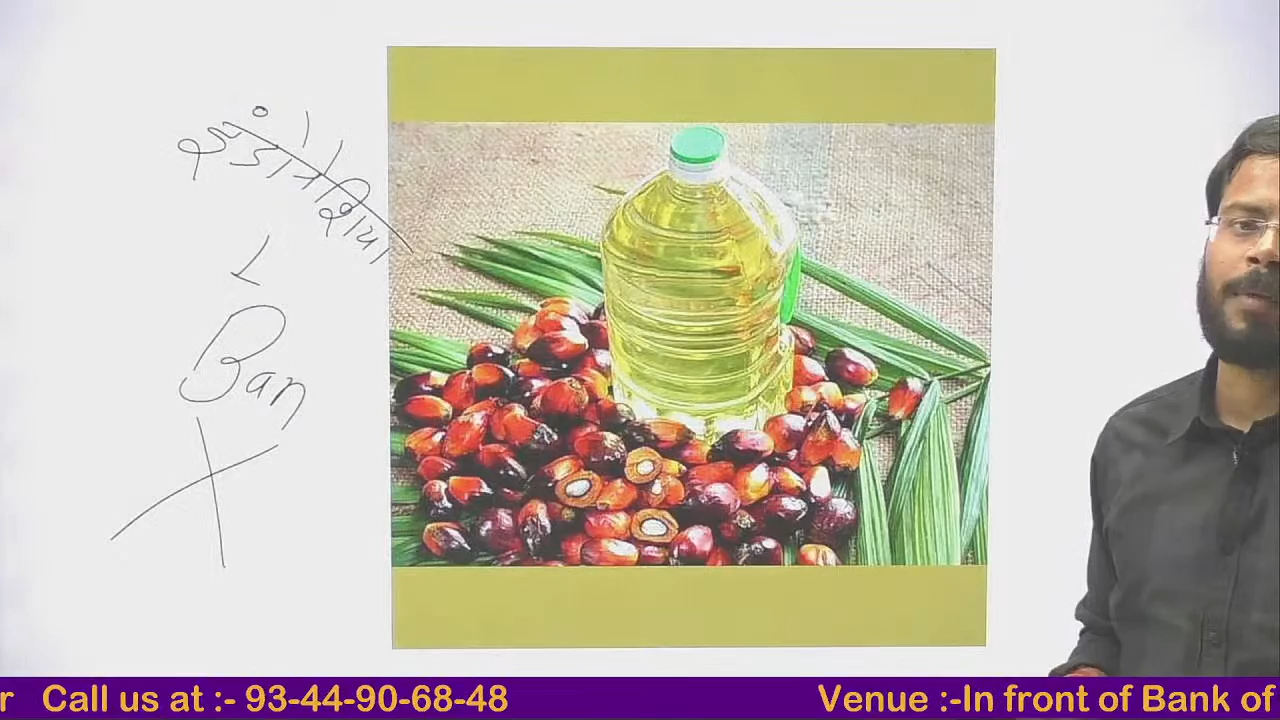 इंडोनेशिया
Ban
r Call us at :- 93-44-90-68-48 Venue :-In front of Bank of